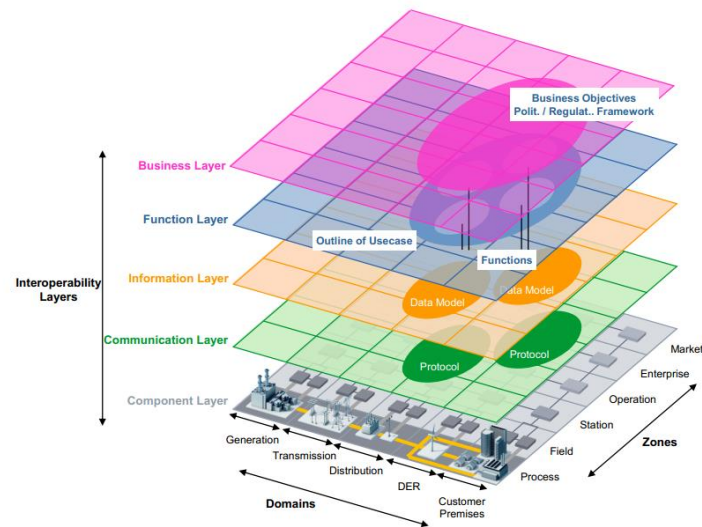 Business Objectives
Polit. / Regulat.. Framework
Business Layer
Function Layer
Outline of Usecase
Functions
Interoperability
Layers
Information Layer
Data Model
Data Model
Communication Layer
Protocol
Protocol
Component Layer
Market
Enterprise
Operation
Station
Field
Process
Zones
Generation
Transmission
Distribution
DER
Customer
Premises
Domains